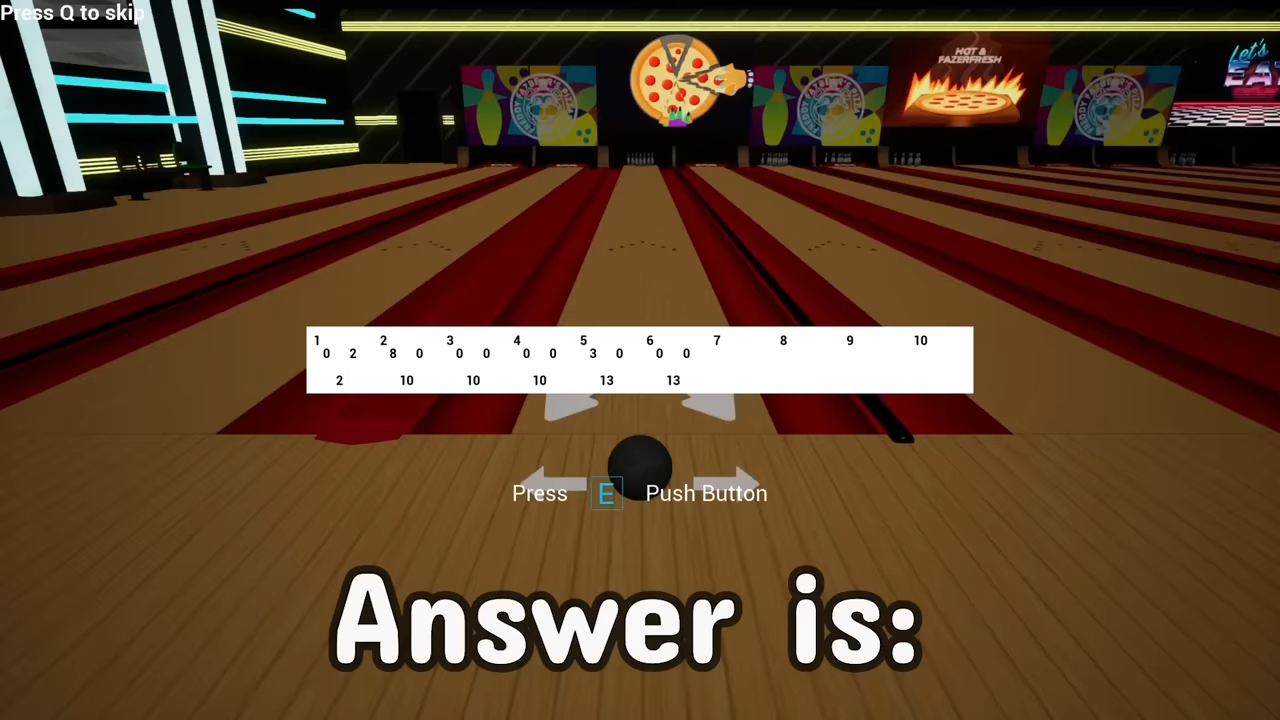 Press Q to skip
HOT &
FAZERFRESH
Let's
1 2 3 4 5 6 7 8 9 10
0 2 8 0 0 0 0 0 3 0 0 0
2 10 10 10 13 13
Press E Push Button
Answer is: